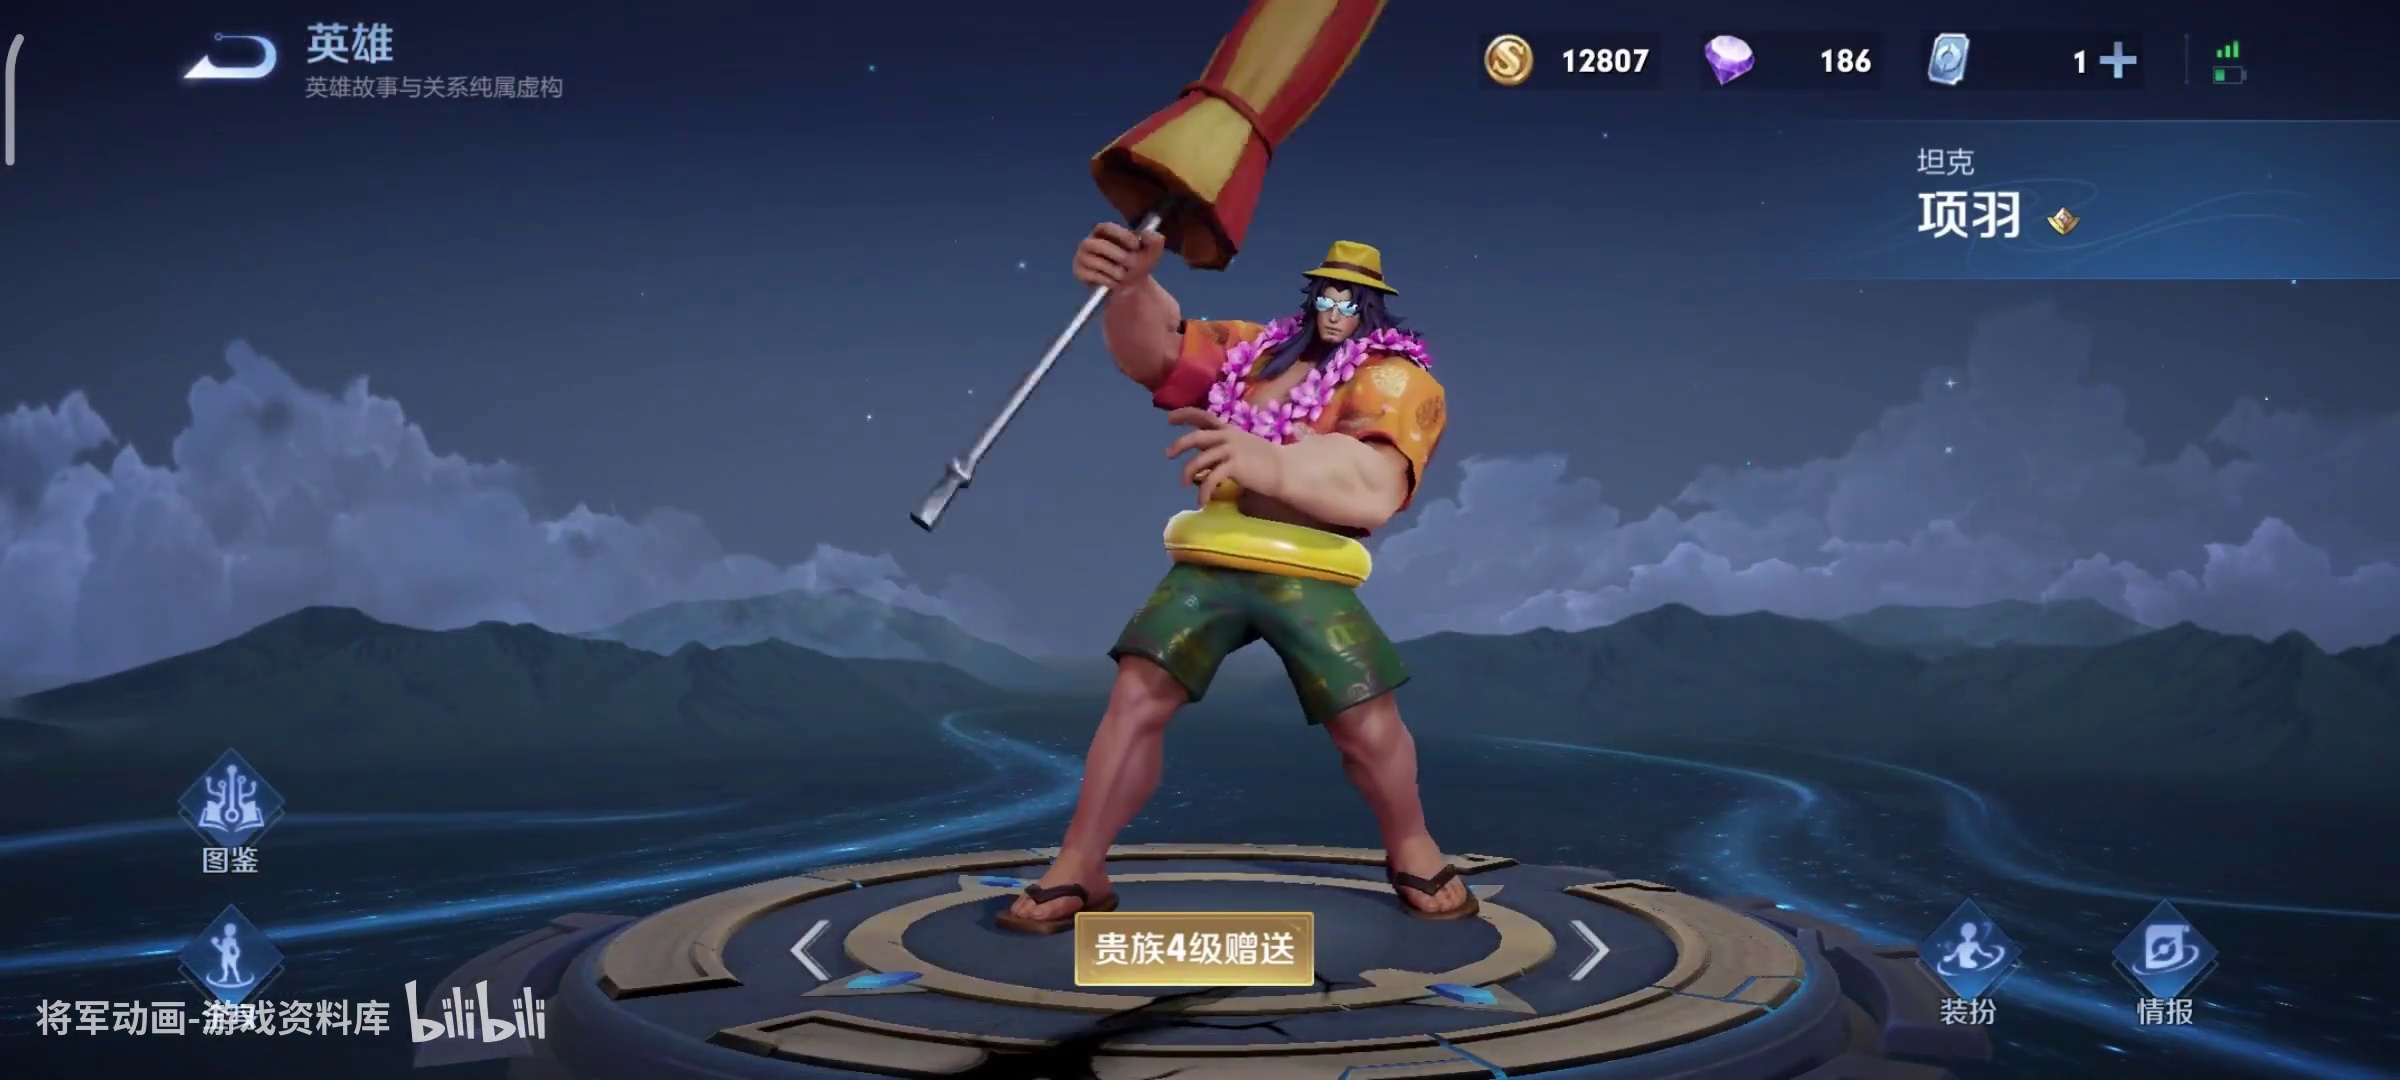 英雄
英雄故事与关系纯属虚构
12807
186
1
坦克
项羽
图鉴
贵族4级赠送
装扮
情报
将军动画-游戏资料库 bilibili